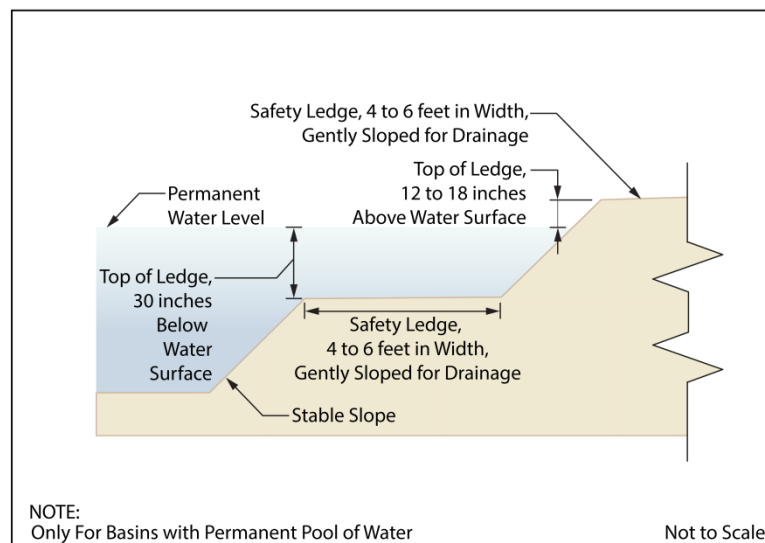 Safety Ledge, 4 to 6 feet in Width,
Gently Sloped for Drainage
Top of Ledge,
12 to 18 inches
Above Water Surface
Permanent
Water Level
Top of Ledge,
30 inches
Below
Water
Surface
Safety Ledge,
4 to 6 feet in Width,
Gently Sloped for Drainage
Stable Slope
NOTE:
Only For Basins with Permanent Pool of Water
Not to Scale